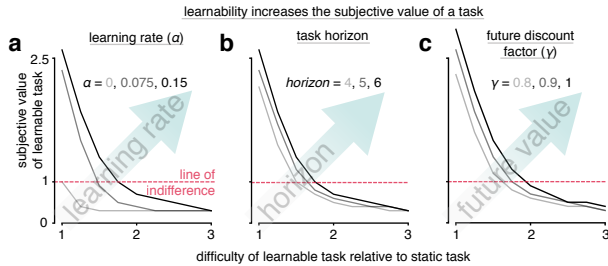 learnability increases the subjective value of a task
a
learning rate (α)
b
task horizon
c
future discount
factor (γ)
subjective value
of learnable task
2.5
1
0
α = 0, 0.075, 0.15
learning rate
line of
indifference
1
2
3
horizon = 4, 5, 6
horizon
1
2
3
γ = 0.8, 0.9, 1
future value
1
2
3
difficulty of learnable task relative to static task